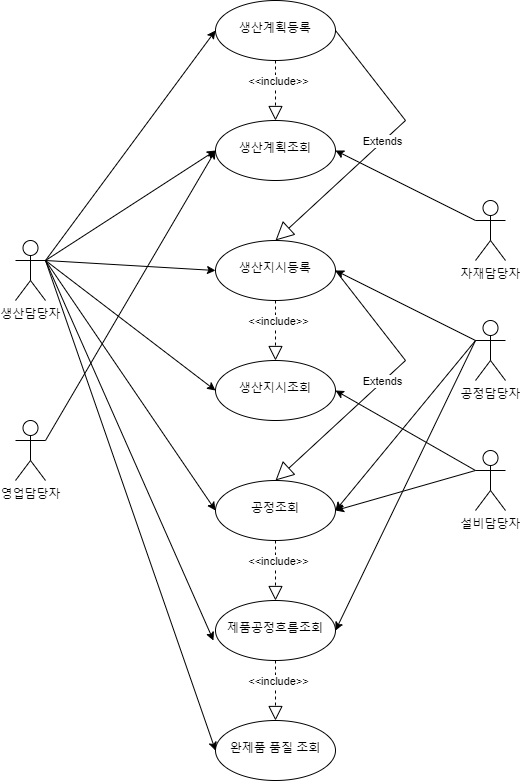 생산계획등록
<<include>>
생산계획조회
Extends
자재담당자
생산지시등록
생산담당자
<<include>>
생산지시조회
Extends
공정담당자
영업담당자
공정조회
설비담당자
<<include>>
제품공정흐름조회
<<include>>
완제품 품질 조회